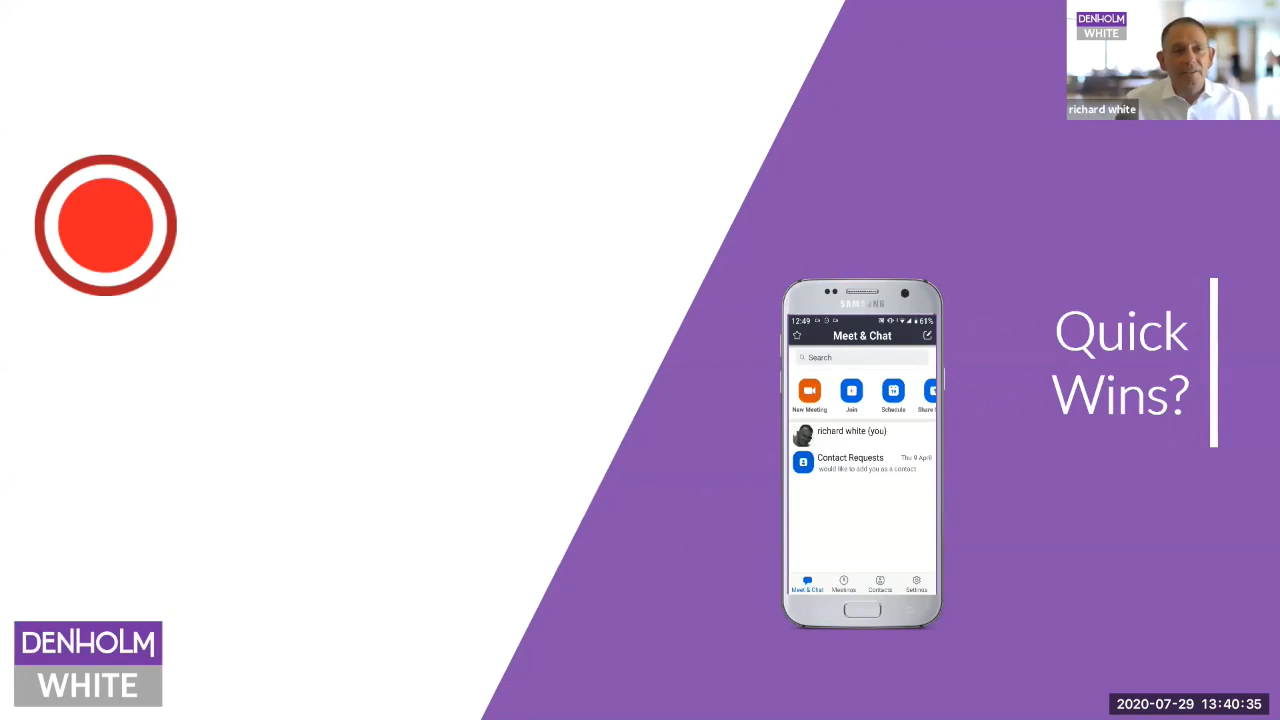 DENHOLM
WHITE
richard white
Quick
Wins?
SAMSUNG
12:49
61%
Meet & Chat
Search
New Meeting
Join
Schedule
Share
richard white (you)
Contact Requests
Thu 9 April
would like to add you as a contact
Meet & Chat
Meetings
Contacts
Settings
DENHOLM
WHITE
2020-07-29 13:40:35